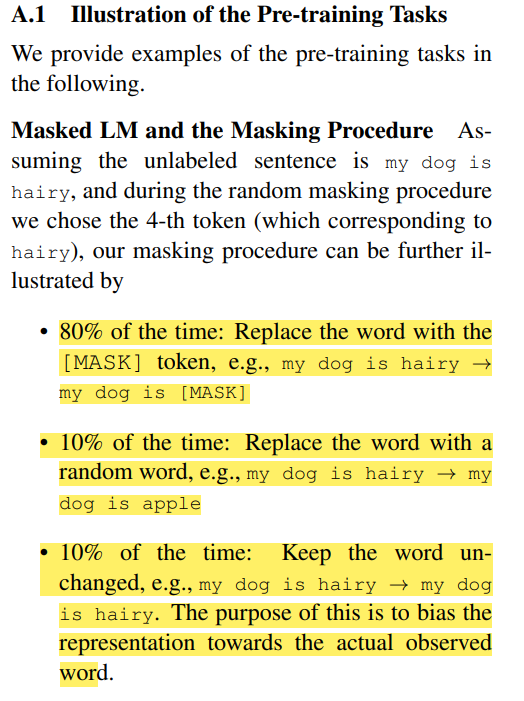 A.1 Illustration of the Pre-training Tasks
We provide examples of the pre-training tasks in
the following.
Masked LM and the Masking Procedure As-
suming the unlabeled sentence is my dog is
hairy, and during the random masking procedure
we chose the 4-th token (which corresponding to
hairy), our masking procedure can be further il-
lustrated by
• 80% of the time: Replace the word with the
[MASK] token, e.g., my dog is hairy →
my dog is [MASK]
• 10% of the time: Replace the word with a
random word, e.g., my dog is hairy → my
dog is apple
• 10% of the time: Keep the word un-
changed, e.g., my dog is hairy → my dog
is hairy. The purpose of this is to bias the
representation towards the actual observed
word.